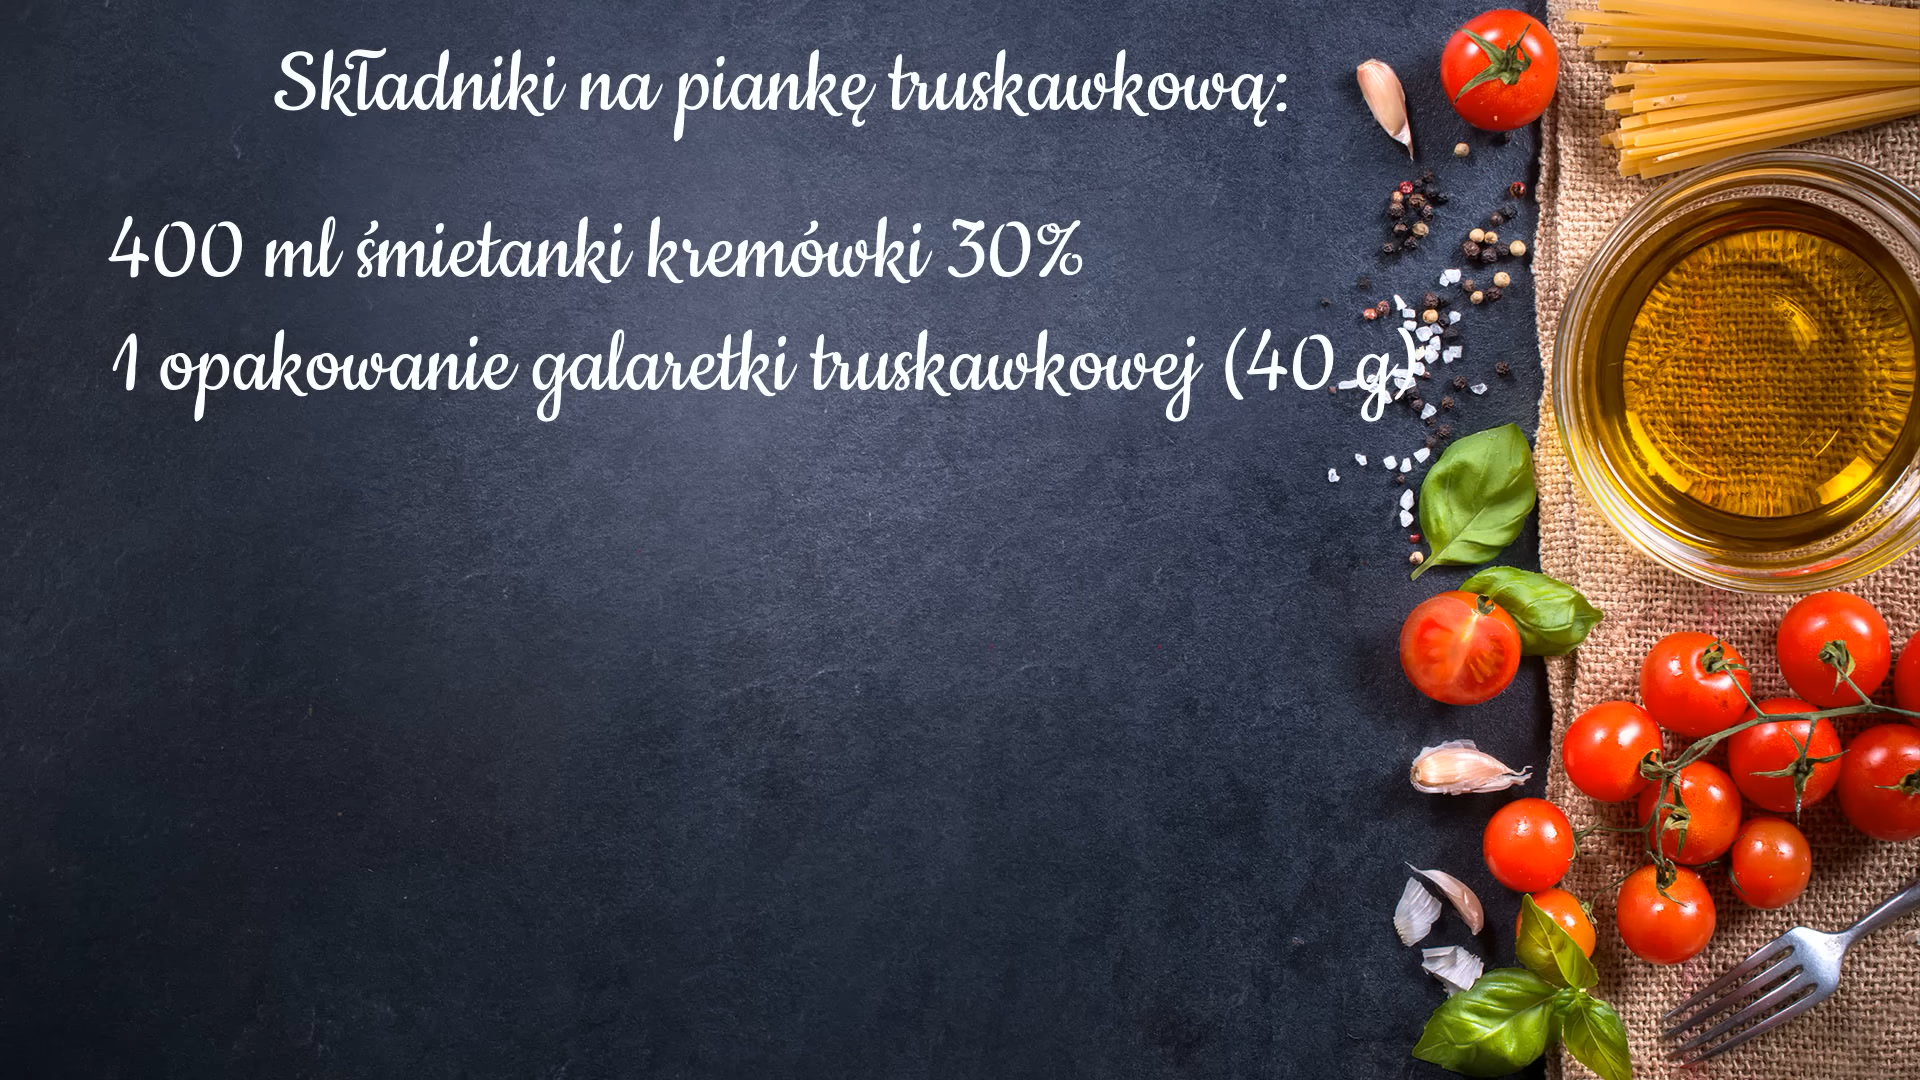 Składniki na piankę truskawkową:
400 ml śmietanki kremówki 30%
1 opakowanie galaretki truskawkowej (40 g)